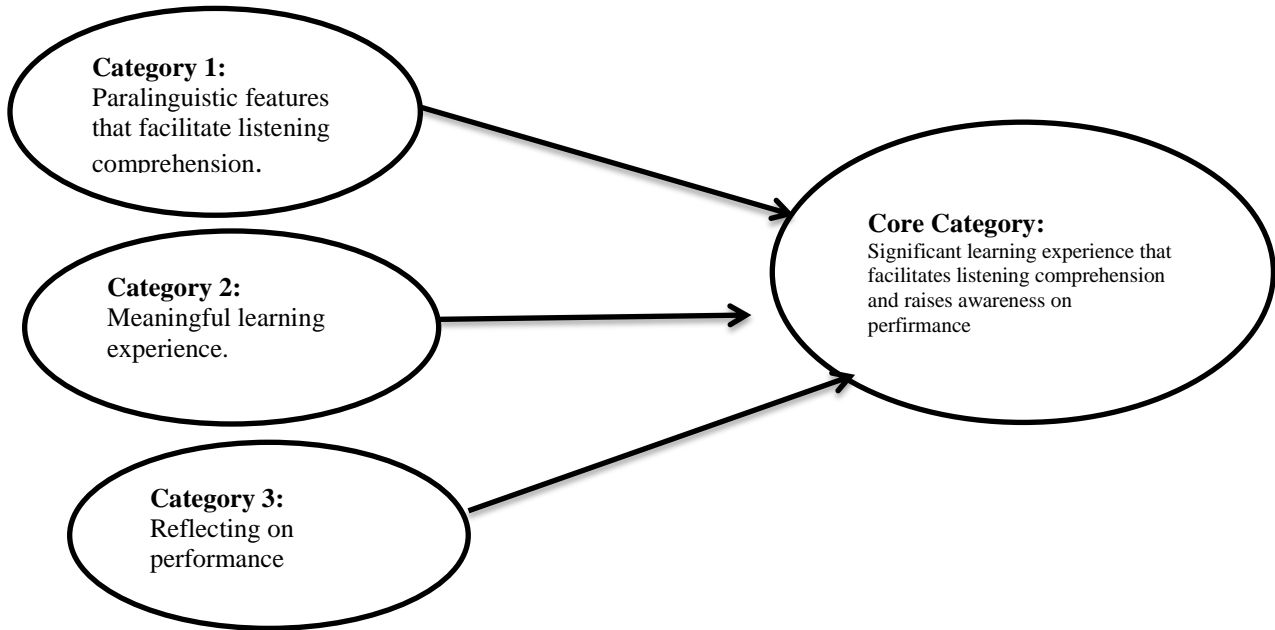 Category 1:
Paralinguistic features
that facilitate listening
comprehension.
Category 2:
Meaningful learning
experience.
Category 3:
Reflecting on
performance
Core Category:
Significant learning experience that
facilitates listening comprehension
and raises awareness on
perfirmance